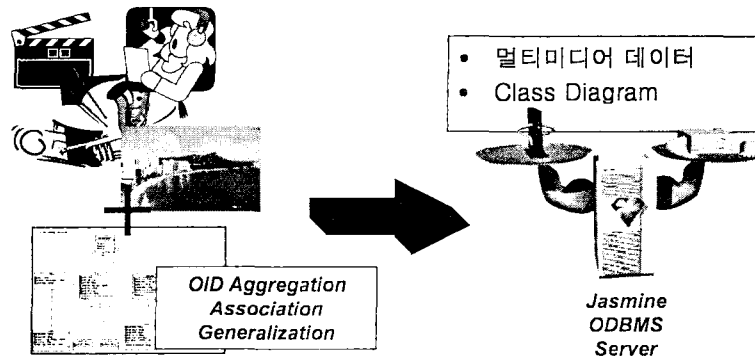 • 멀티미디어 데이터
• Class Diagram
OID Aggregation
Association
Generalization
Jasmine
ODBMS
Server